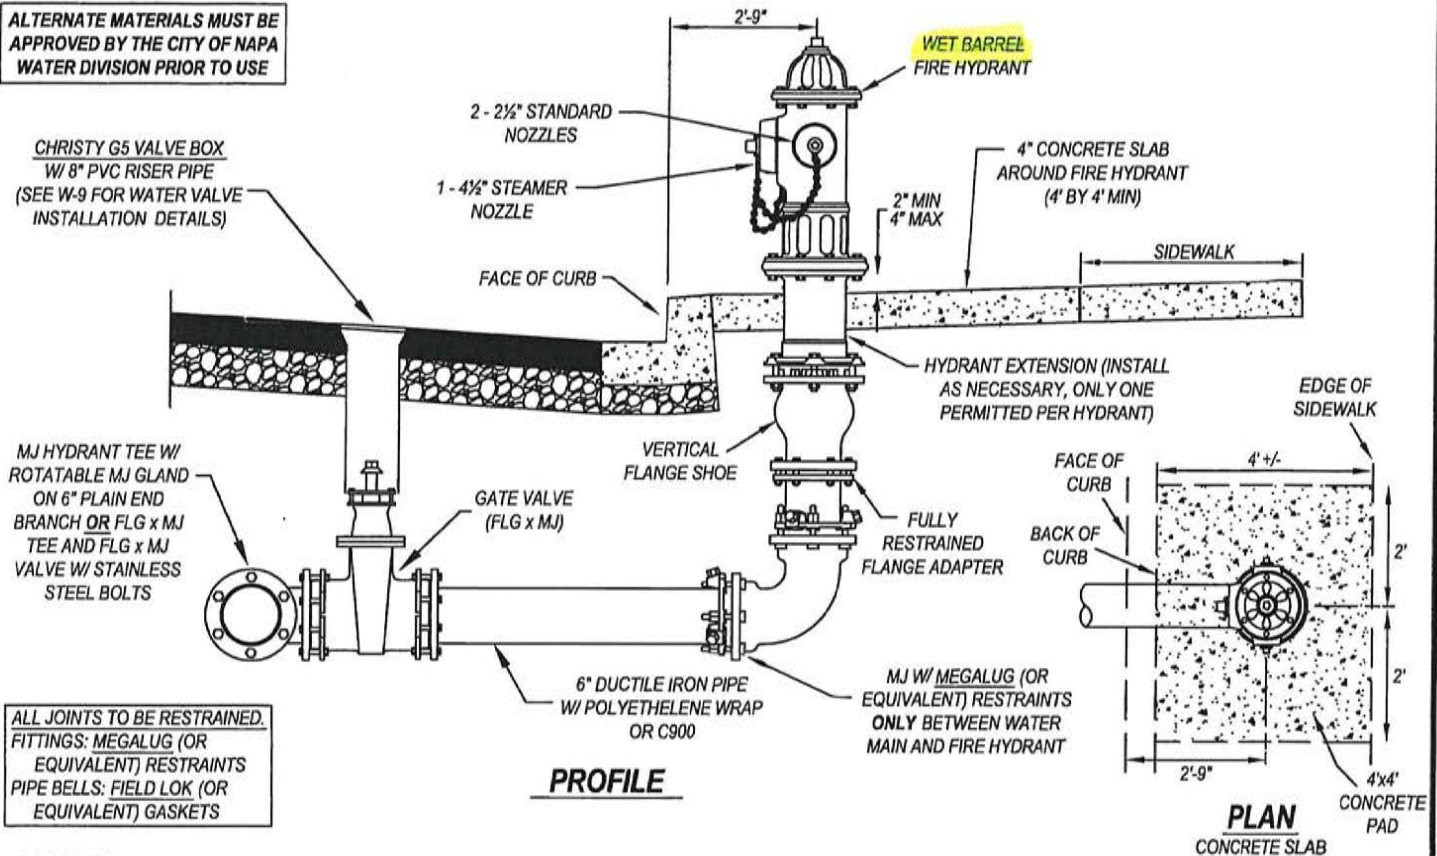 ALTERNATE MATERIALS MUST BE
APPROVED BY THE CITY OF NAPA
WATER DIVISION PRIOR TO USE
2'-9"
WET BARREL
FIRE HYDRANT
2 - 2½" STANDARD
NOZZLES
CHRISTY G5 VALVE BOX
W/ 8" PVC RISER PIPE
(SEE W-9 FOR WATER VALVE
INSTALLATION DETAILS)
1 - 4½" STEAMER
NOZZLE
4" CONCRETE SLAB
AROUND FIRE HYDRANT
(4' BY 4' MIN)
2" MIN
4" MAX
SIDEWALK
FACE OF CURB
HYDRANT EXTENSION (INSTALL
AS NECESSARY, ONLY ONE
PERMITTED PER HYDRANT)
EDGE OF
SIDEWALK
MJ HYDRANT TEE W/
ROTATABLE MJ GLAND
ON 6" PLAIN END
BRANCH OR FLG x MJ
TEE AND FLG x MJ
VALVE W/ STAINLESS
STEEL BOLTS
VERTICAL
FLANGE SHOE
GATE VALVE
(FLG x MJ)
FULLY
RESTRAINED
FLANGE ADAPTER
FACE OF
CURB
4' +/-
BACK OF
CURB
2'
2'
6" DUCTILE IRON PIPE
W/ POLYETHELENE WRAP
OR C900
MJ W/ MEGALUG (OR
EQUIVALENT) RESTRAINTS
ONLY BETWEEN WATER
MAIN AND FIRE HYDRANT
ALL JOINTS TO BE RESTRAINED.
FITTINGS: MEGALUG (OR
EQUIVALENT) RESTRAINTS
PIPE BELLS: FIELD LOK (OR
EQUIVALENT) GASKETS
PROFILE
2'-9"
4'x4'
CONCRETE
PAD
PLAN
CONCRETE SLAB